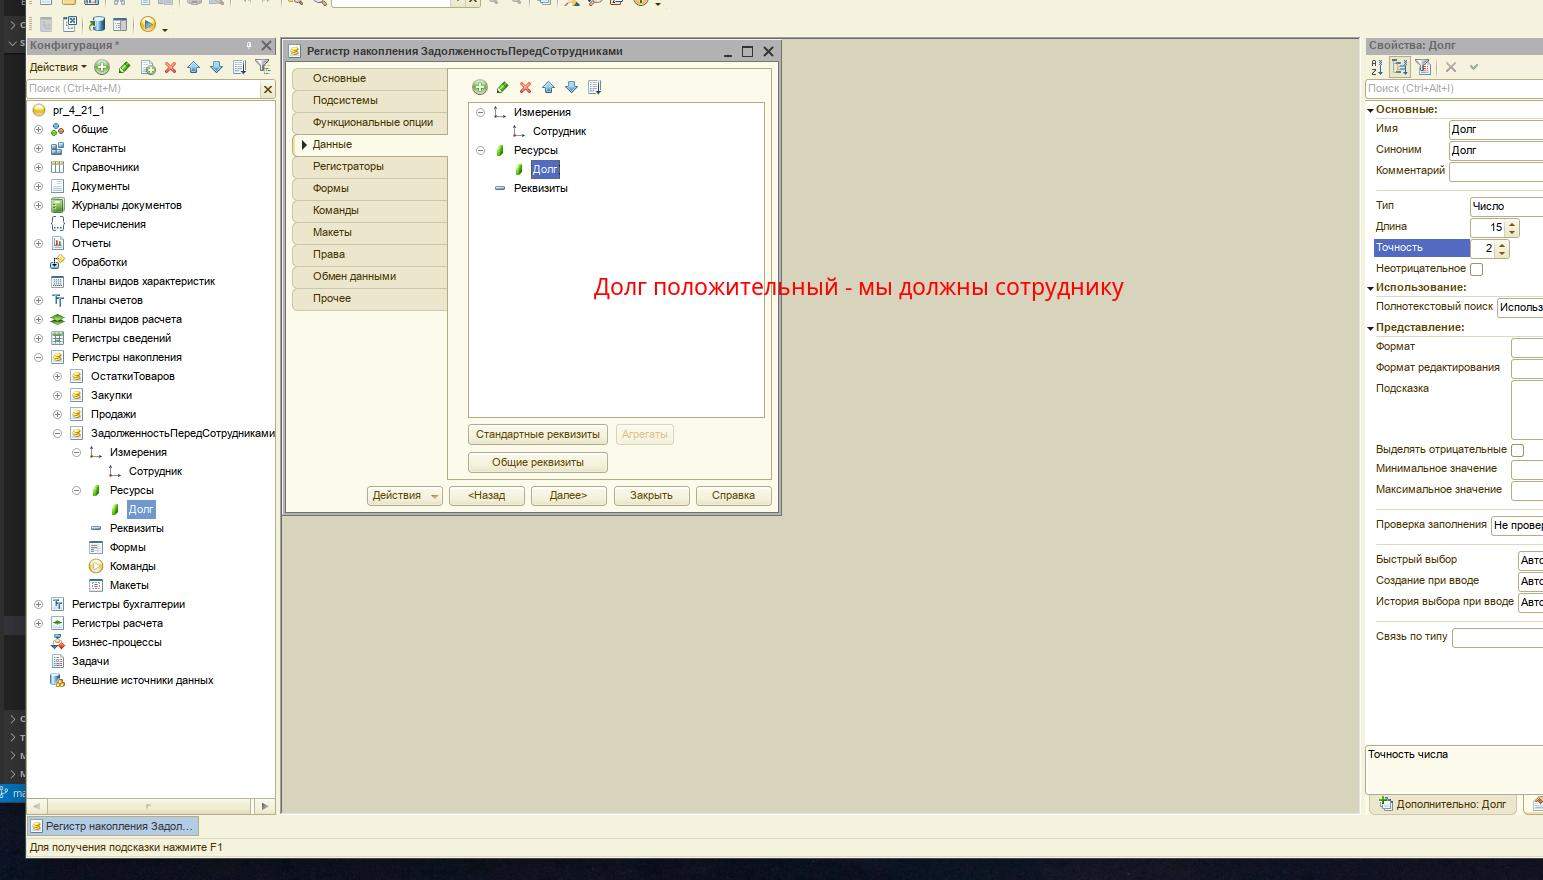 Конфигурация *
Действия
Поиск (Ctrl+Alt+M)
pr_4_21_1
Общие
Константы
Справочники
Документы
Журналы документов
Перечисления
Отчеты
Обработки
Планы видов характеристик
Планы счетов
Планы видов расчета
Регистры сведений
Регистры накопления
ОстаткиТоваров
Закупки
Продажи
ЗадолженностьПередСотрудниками
Измерения
Сотрудник
Ресурсы
Долг
Реквизиты
Формы
Команды
Макеты
Регистры бухгалтерии
Регистры расчета
Бизнес-процессы
Задачи
Внешние источники данных
Регистр накопления ЗадолженностьПередСотрудниками
Основные
Подсистемы
Функциональные опции
Данные
Регистраторы
Формы
Команды
Макеты
Права
Обмен данными
Прочее
Измерения
Сотрудник
Ресурсы
Долг
Реквизиты
Стандартные реквизиты
Агрегаты
Общие реквизиты
Действия
<Назад
Далее>
Закрыть
Справка
Долг положительный - мы должны сотруднику
Свойства: Долг
Поиск (Ctrl+Alt+I)
Основные:
Имя Долг
Синоним Долг
Комментарий
Тип Число
Длина 15
Точность 2
Неотрицательное
Использование:
Полнотекстовый поиск Использ
Представление:
Формат
Формат редактирования
Подсказка
Выделять отрицательные
Минимальное значение
Максимальное значение
Проверка заполнения Не провер
Быстрый выбор Авто
Создание при вводе Авто
История выбора при вводе Авто
Связь по типу
Точность числа
Дополнительно: Долг
Регистр накопления Задол...
Для получения подсказки нажмите F1